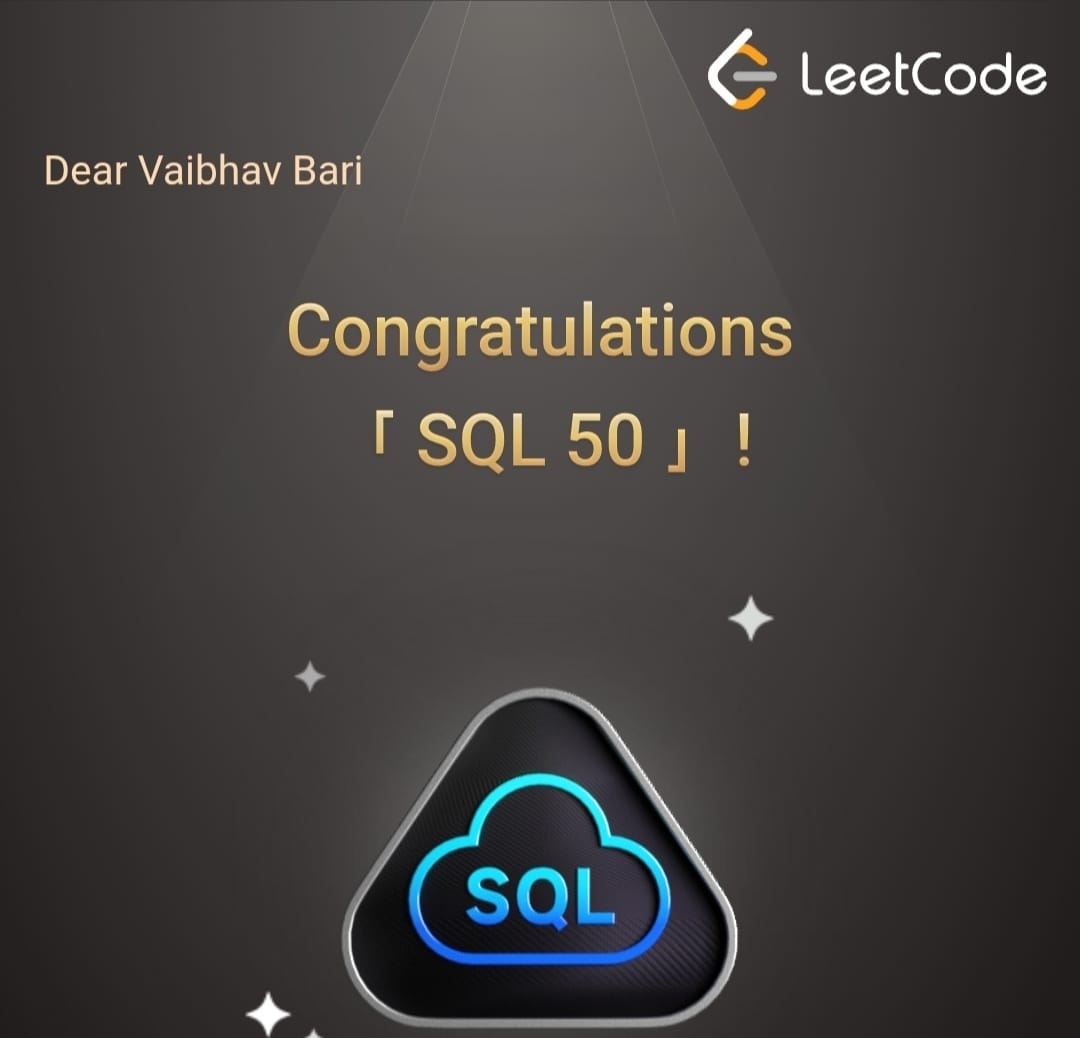 LeetCode
Dear Vaibhav Bari
Congratulations
「 SQL 50 」 !
SQL